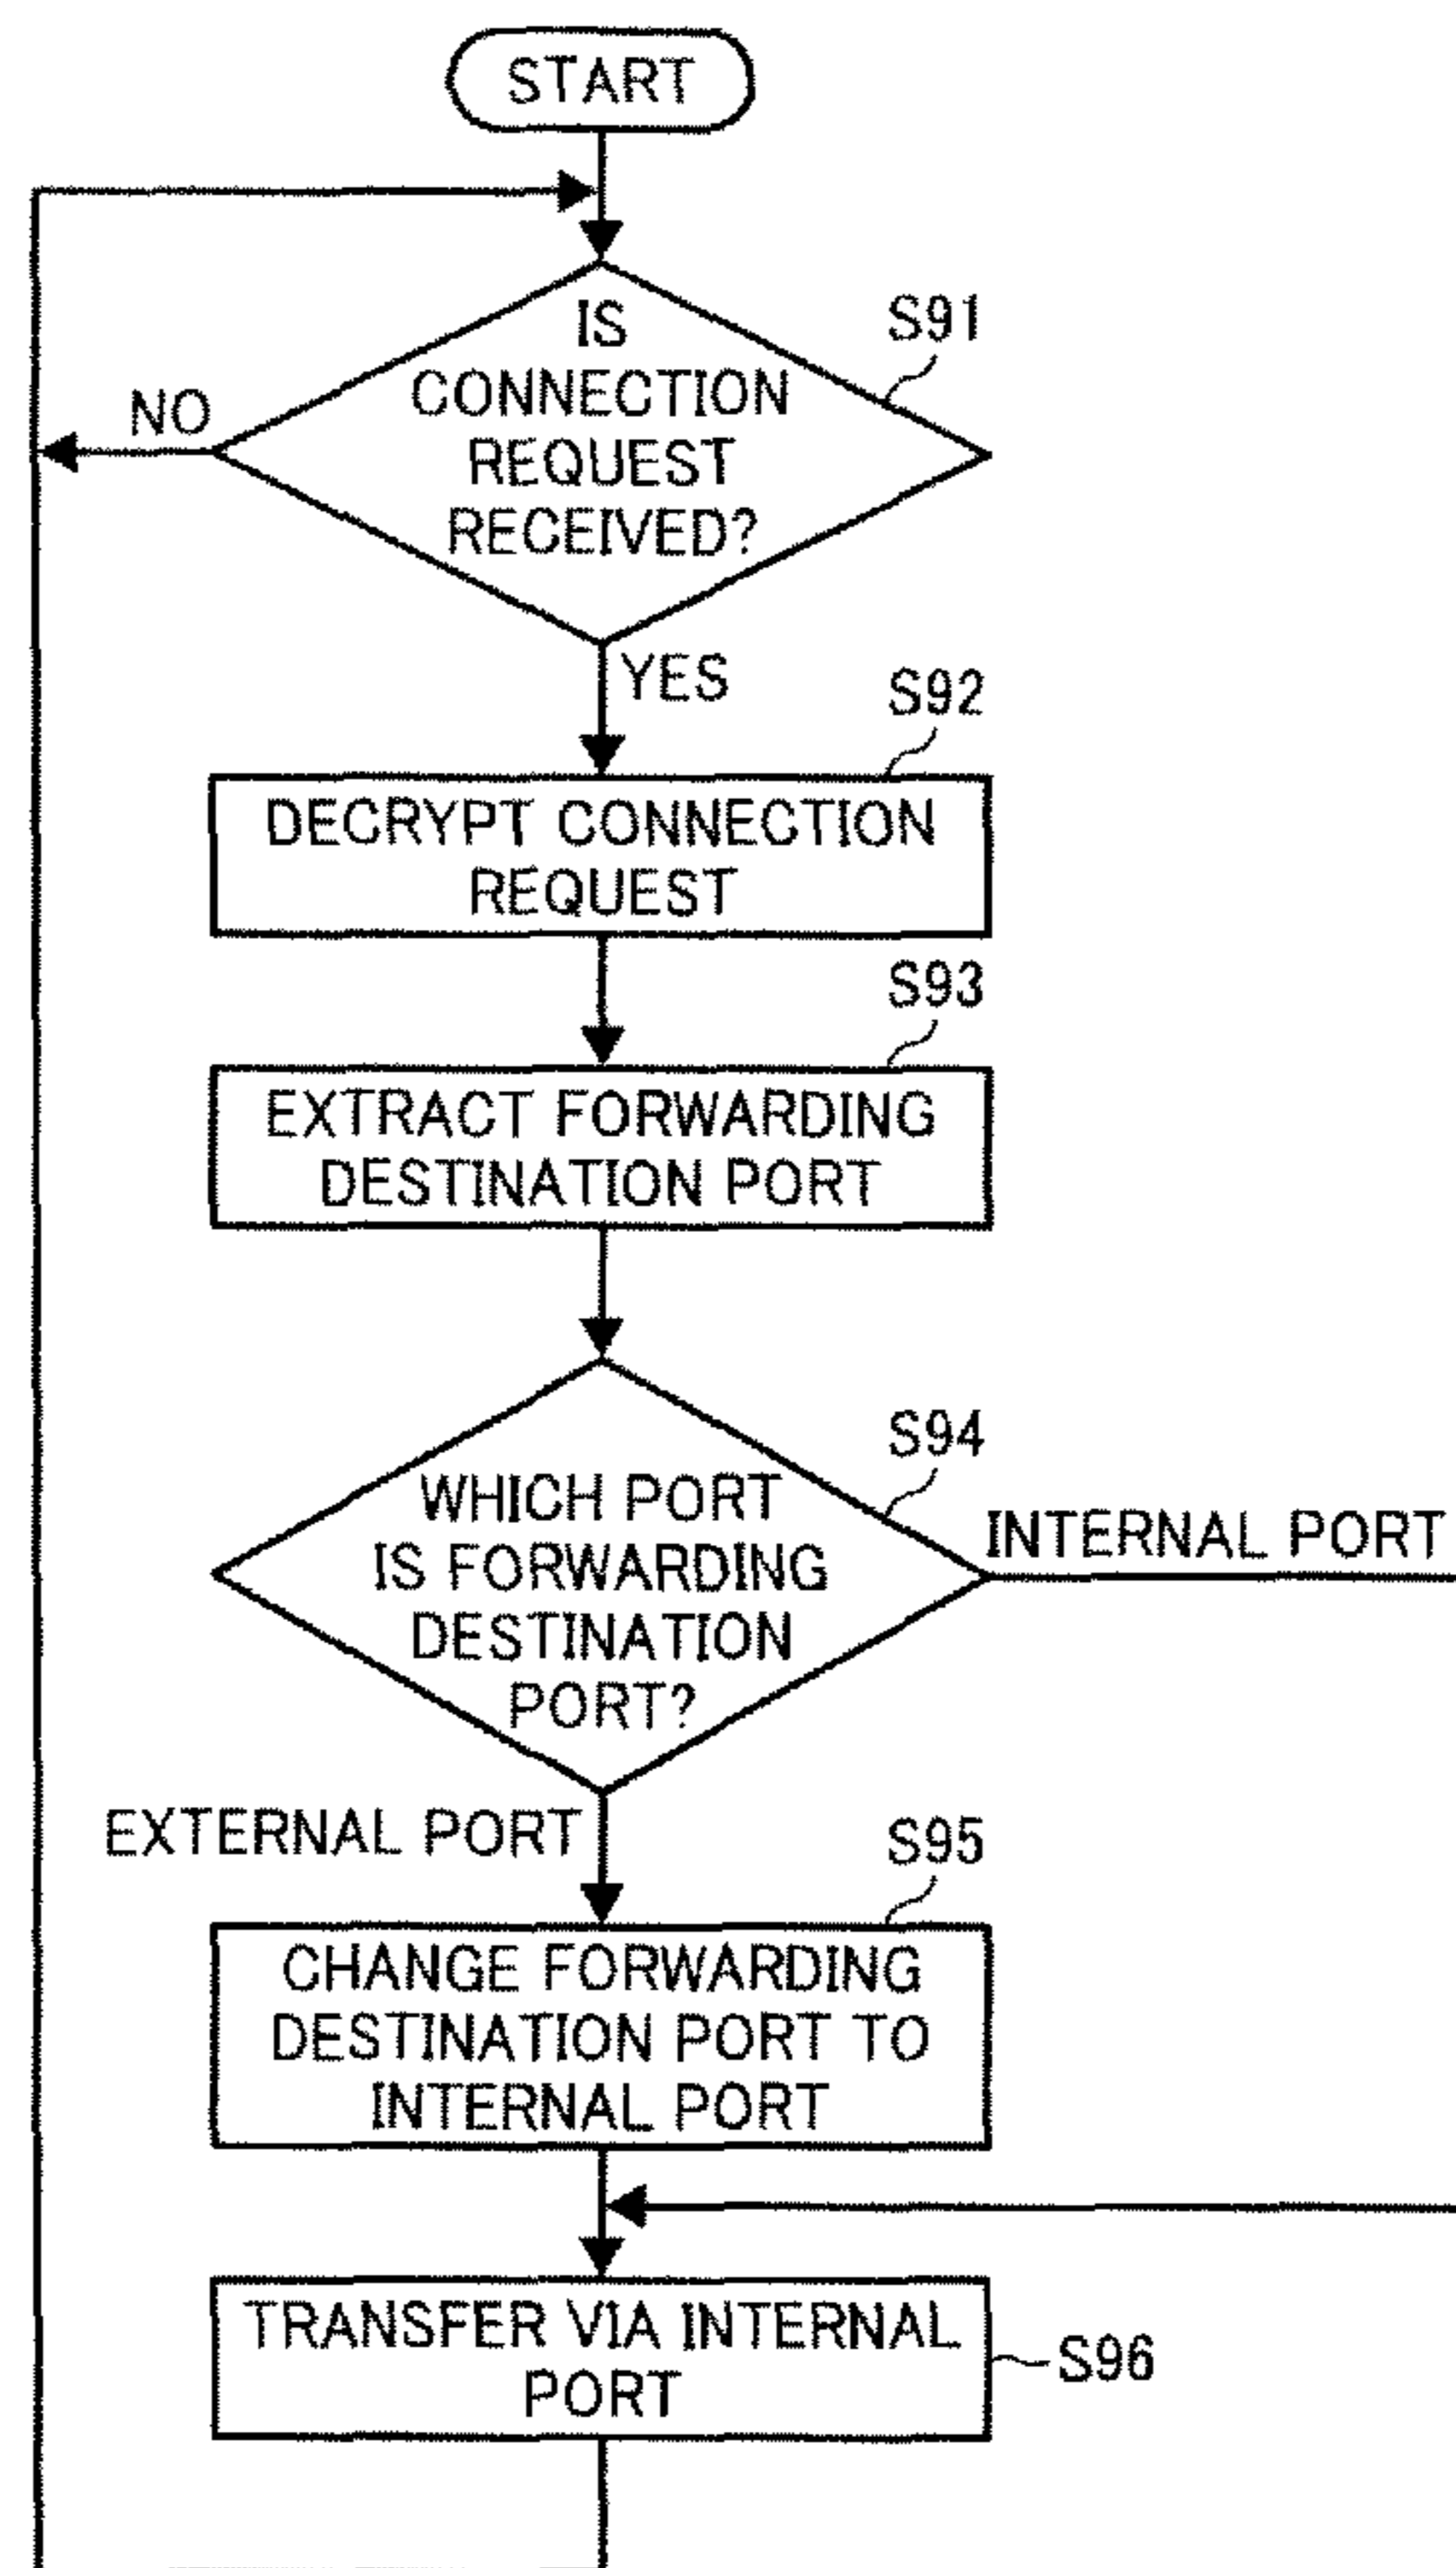 START
S91
IS
CONNECTION
REQUEST
RECEIVED?
NO
YES
S92
DECRYPT CONNECTION
REQUEST
S93
EXTRACT FORWARDING
DESTINATION PORT
S94
WHICH PORT
IS FORWARDING
DESTINATION
PORT?
INTERNAL PORT
EXTERNAL PORT
S95
CHANGE FORWARDING
DESTINATION PORT TO
INTERNAL PORT
TRANSFER VIA INTERNAL
PORT
S96